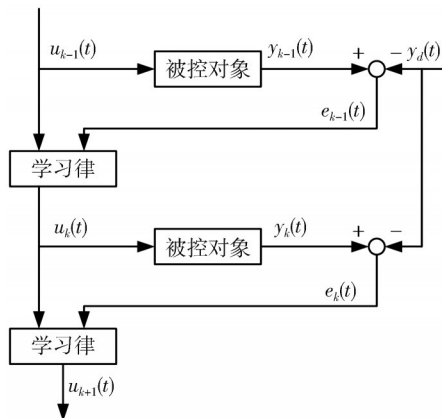 u_{k-1}(t) 被控对象 y_{k-1}(t) + - y_d(t)
e_{k-1}(t)
学习律
u_k(t) 被控对象 y_k(t) + -
e_k(t)
学习律
u_{k+1}(t)